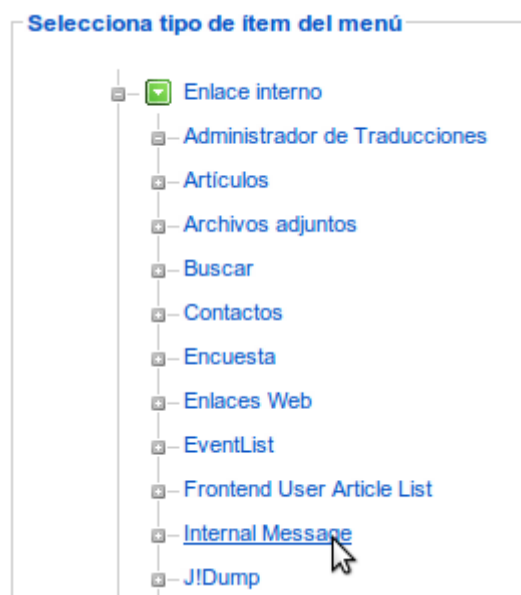 Selecciona tipo de ítem del menú
Enlace interno
Administrador de Traducciones
Artículos
Archivos adjuntos
Buscar
Contactos
Encuesta
Enlaces Web
EventList
Frontend User Article List
Internal Message
J!Dump